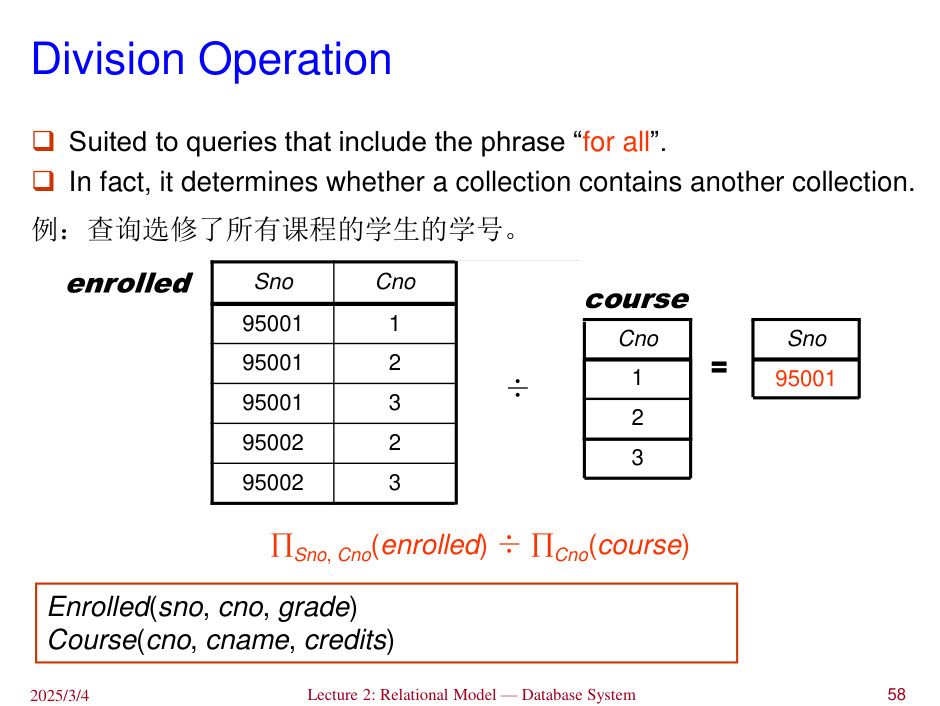 Division Operation
❑ Suited to queries that include the phrase “for all”.
❑ In fact, it determines whether a collection contains another collection.
例：查询选修了所有课程的学生的学号。
enrolled
Sno Cno
95001 1
95001 2
95001 3
95002 2
95002 3
÷
course
Cno
1
2
3
=
Sno
95001
∏Sno, Cno(enrolled) ÷ ∏Cno(course)
Enrolled(sno, cno, grade)
Course(cno, cname, credits)
2025/3/4 Lecture 2: Relational Model — Database System 58